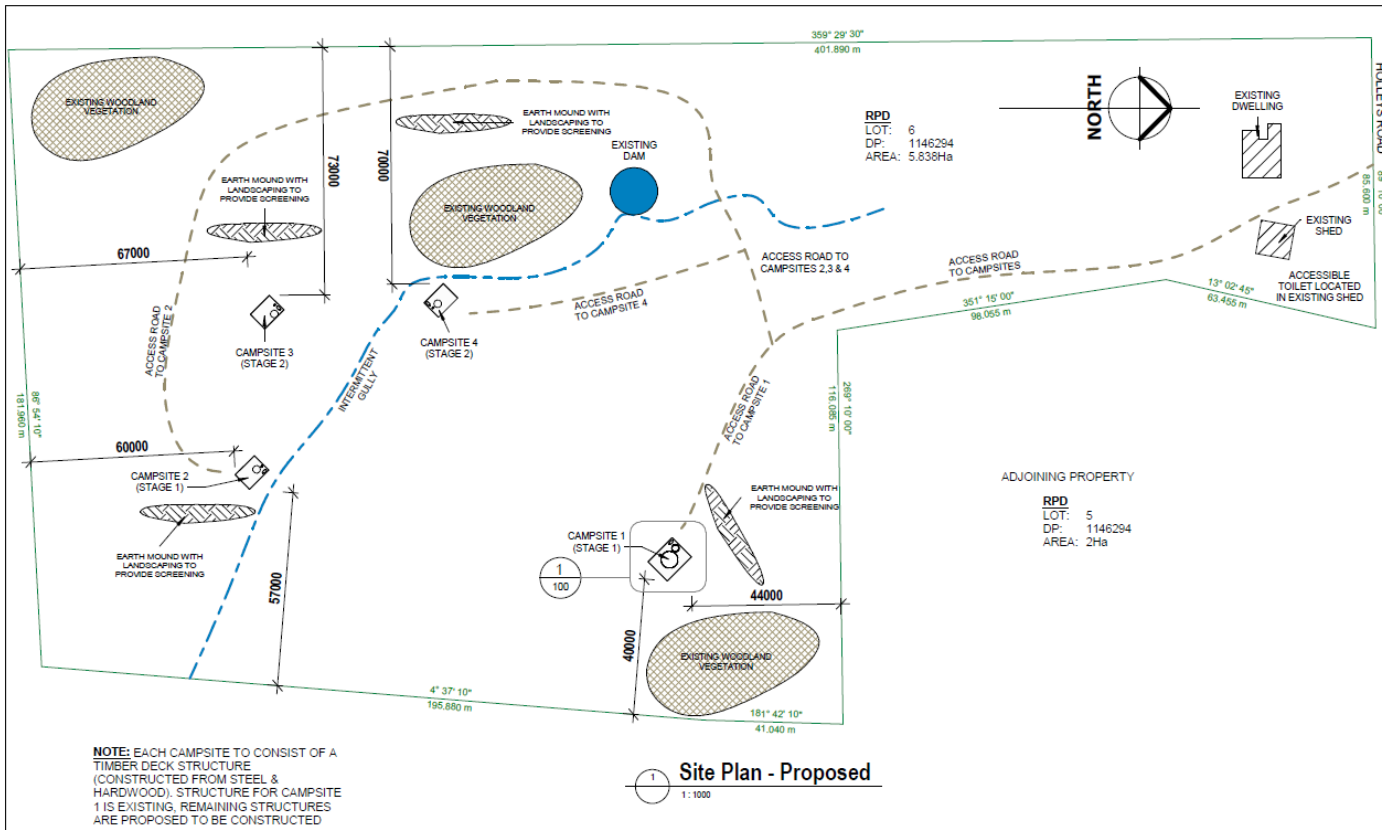 359° 29' 30"
401.890 m
EXISTING WOODLAND
VEGETATION
73000
70000
EARTH MOUND WITH
LANDSCAPING TO
PROVIDE SCREENING
EXISTING
DAM
RPD
LOT: 6
DP: 1146294
AREA: 5.838Ha
NORTH
EXISTING
DWELLING
85.600 m
EARTH MOUND WITH
LANDSCAPING TO
PROVIDE SCREENING
EXISTING WOODLAND
VEGETATION
EXISTING
SHED
67000
ACCESS ROAD TO
CAMPSITES 2,3 & 4
ACCESS ROAD
TO CAMPSITES
ACCESSIBLE
TOILET LOCATED
IN EXISTING SHED
13° 02' 45"
63.455 m
351° 15' 00"
98.055 m
ACCESS ROAD
TO CAMPSITE 4
ACCESS ROAD
TO CAMPSITE 2
CAMPSITE 3
(STAGE 2)
CAMPSITE 4
(STAGE 2)
INTERMITTENT
GULLY
86° 54' 10"
181.960 m
269° 10' 00"
116.085 m
ACCESS ROAD
TO CAMPSITE 1
60000
CAMPSITE 2
(STAGE 1)
EARTH MOUND WITH
LANDSCAPING TO
PROVIDE SCREENING
ADJOINING PROPERTY
RPD
LOT: 5
DP: 1146294
AREA: 2Ha
CAMPSITE 1
(STAGE 1)
EARTH MOUND WITH
LANDSCAPING TO
PROVIDE SCREENING
1
100
57000
44000
40000
EXISTING WOODLAND
VEGETATION
4° 37' 10"
195.880 m
181° 42' 10"
41.040 m
NOTE: EACH CAMPSITE TO CONSIST OF A
TIMBER DECK STRUCTURE
(CONSTRUCTED FROM STEEL &
HARDWOOD). STRUCTURE FOR CAMPSITE
1 IS EXISTING, REMAINING STRUCTURES
ARE PROPOSED TO BE CONSTRUCTED
1
Site Plan - Proposed
1 : 1000